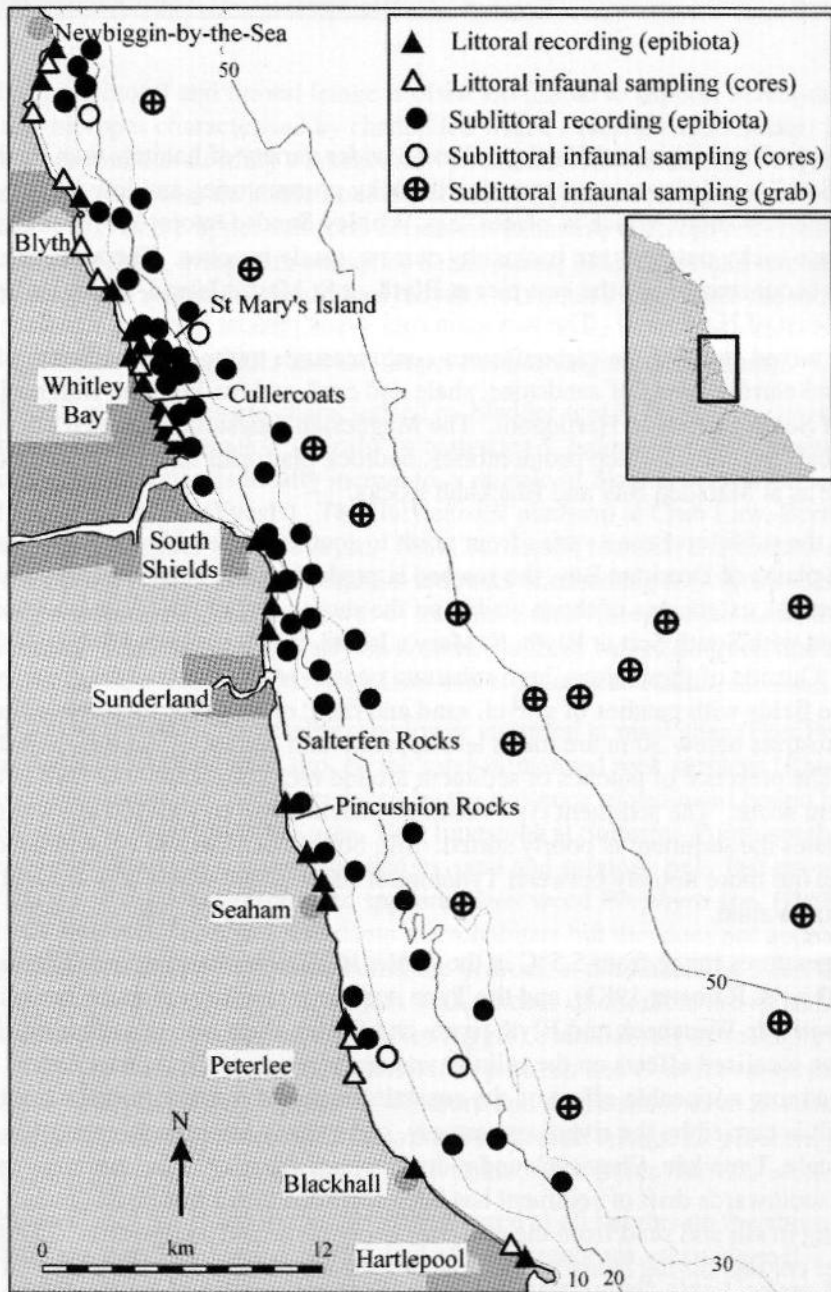 Newbiggin-by-the-Sea
50
Littoral recording (epibiota)
Littoral infaunal sampling (cores)
Sublittoral recording (epibiota)
Sublittoral infaunal sampling (cores)
Sublittoral infaunal sampling (grab)
Blyth
St Mary's Island
Whitley
Bay
Cullercoats
South
Shields
Sunderland
Salterfen Rocks
Pincushion Rocks
Seaham
50
Peterlee
N
Blackhall
0 km 12
Hartlepool
10 20 30